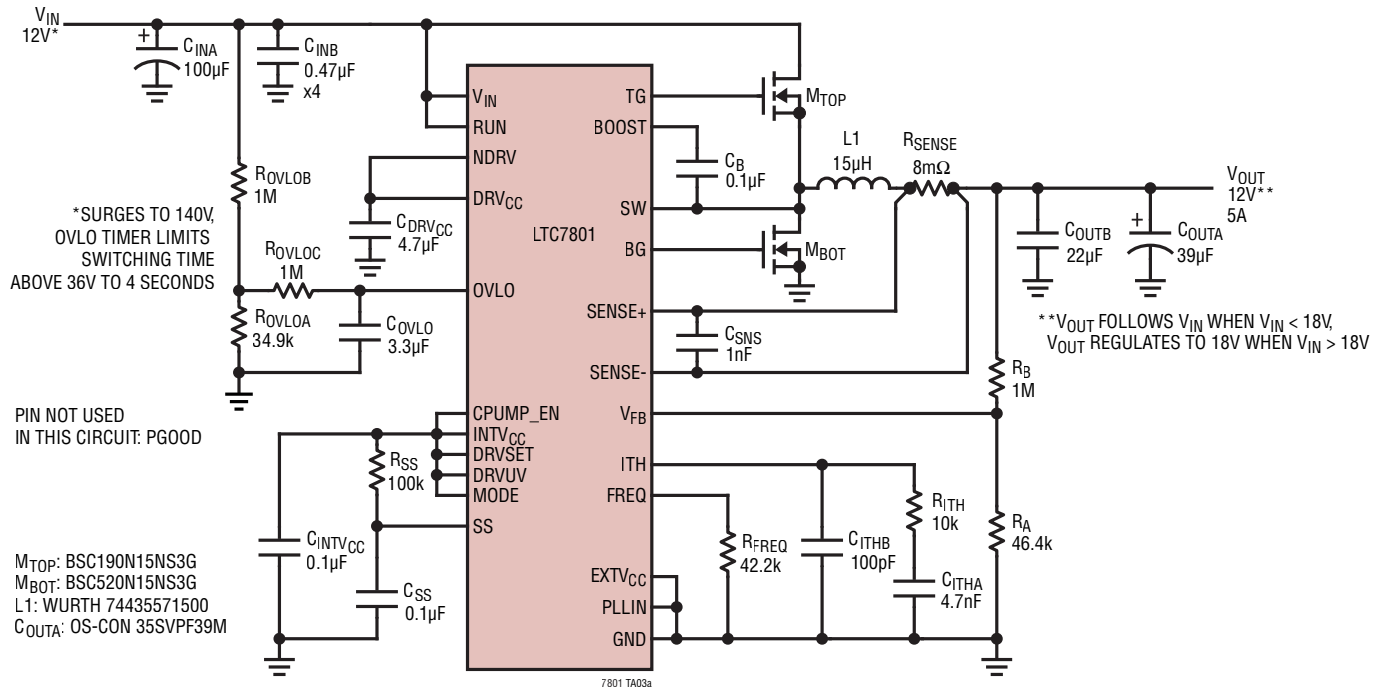 VIN
12V*
+
CINA
100µF
CINB
0.47µF
x4
ROVLOB
1M
*SURGES TO 140V,
OVLO TIMER LIMITS
SWITCHING TIME
ABOVE 36V TO 4 SECONDS
ROVLOC
1M
ROVLOA
34.9k
COVLO
3.3µF
CDRVCC
4.7µF
PIN NOT USED
IN THIS CIRCUIT: PGOOD
RSS
100k
CINTVCC
0.1µF
CSS
0.1µF
MTOP: BSC190N15NS3G
MBOT: BSC520N15NS3G
L1: WURTH 74435571500
COUTA: OS-CON 35SVPF39M
VIN
RUN
NDRV
DRVCC
OVLO
CPUMP_EN
INTVCC
DRVSET
DRVUV
MODE
SS
LTC7801
TG
BOOST
SW
BG
SENSE+
SENSE-
VFB
ITH
FREQ
EXTVCC
PLLIN
GND
MTOP
CB
0.1µF
MBOT
L1
15µH
RSENSE
8mΩ
CSNS
1nF
VOUT
12V**
5A
COUTB
22µF
+
COUTA
39µF
**VOUT FOLLOWS VIN WHEN VIN < 18V,
VOUT REGULATES TO 18V WHEN VIN > 18V
RB
1M
RA
46.4k
RFREQ
42.2k
CITHB
100pF
RITH
10k
CITHA
4.7nF
7801 TA03a